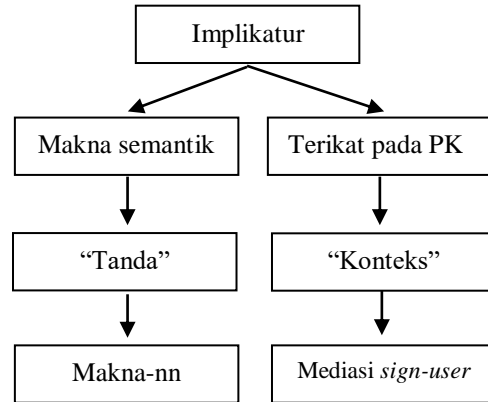 Implikatur
Makna semantik
Terikat pada PK
“Tanda”
“Konteks”
Makna-nn
Mediasi sign-user